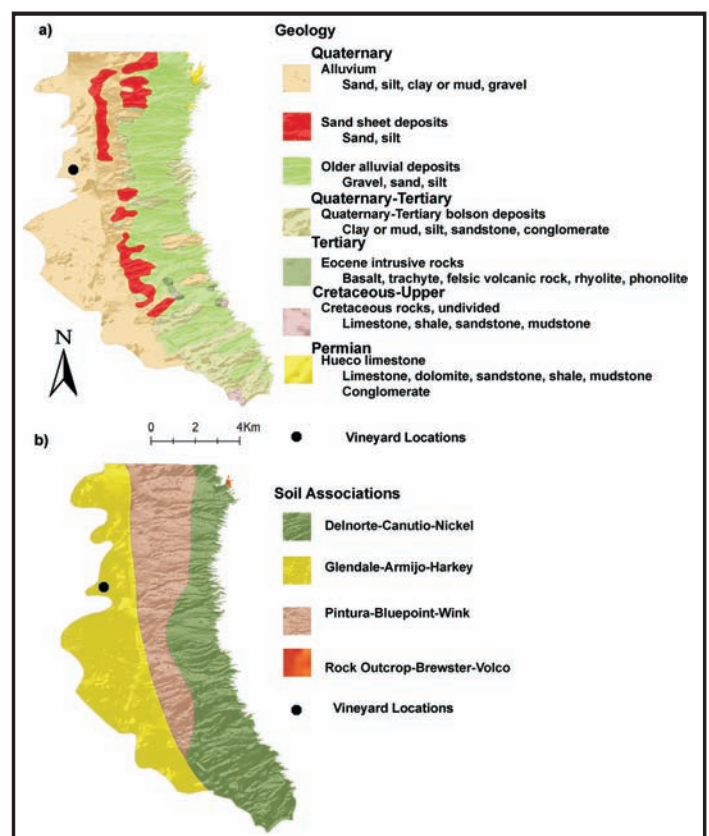 a)
Geology
Quaternary
Alluvium
Sand, silt, clay or mud, gravel
Sand sheet deposits
Sand, silt
Older alluvial deposits
Gravel, sand, silt
Quaternary-Tertiary
Quaternary-Tertiary bolson deposits
Clay or mud, silt, sandstone, conglomerate
Tertiary
Eocene intrusive rocks
Basalt, trachyte, felsic volcanic rock, rhyolite, phonolite
Cretaceous-Upper
Cretaceous rocks, undivided
Limestone, shale, sandstone, mudstone
Permian
Hueco limestone
Limestone, dolomite, sandstone, shale, mudstone
Conglomerate
Vineyard Locations
N
0 2 4Km
b)
Soil Associations
Delnorte-Canutio-Nickel
Glendale-Armijo-Harkey
Pintura-Bluepoint-Wink
Rock Outcrop-Brewster-Volco
Vineyard Locations